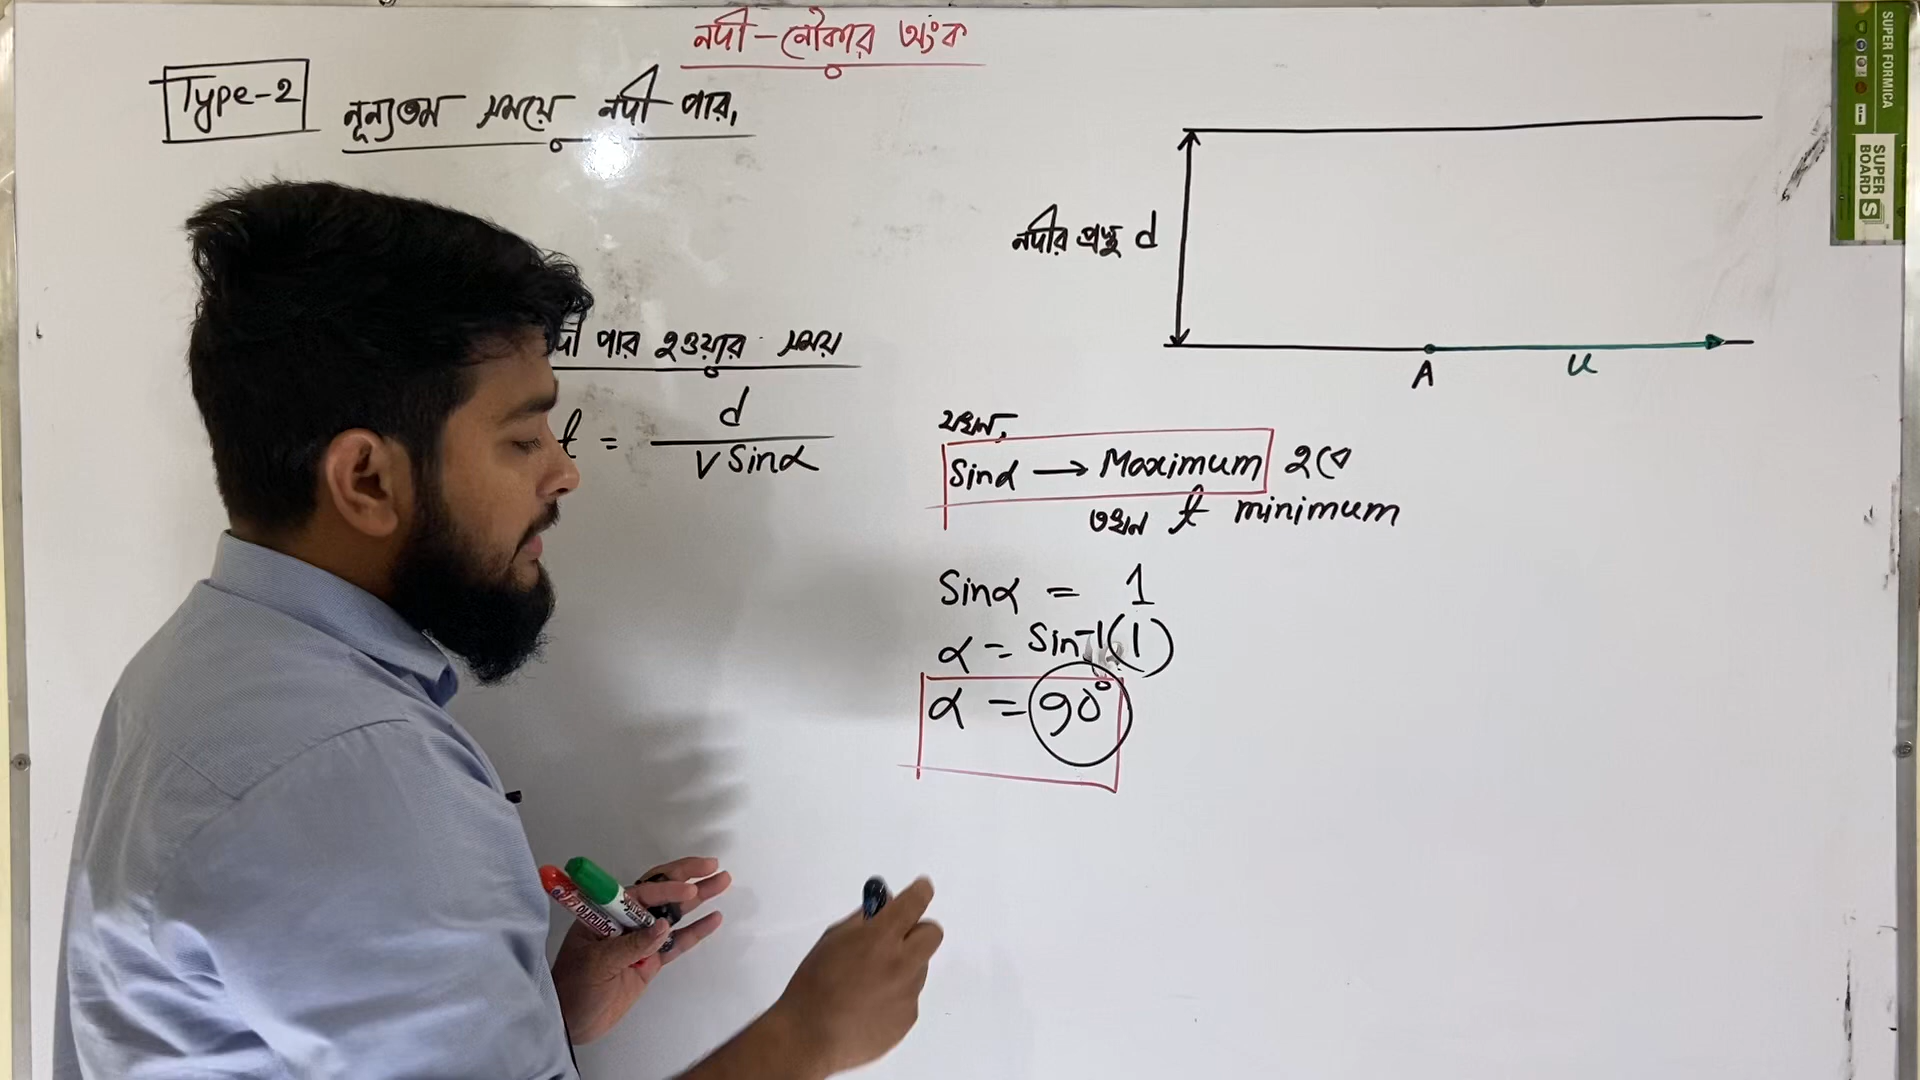 নদী-নৌকার অংক
Type-2
নূন্যতম সময়ে নদী পার,
নদীর প্রস্থ d
A
u
পার হওয়ার সময়
t = d / v Sinα
যখন,
Sinα → Maximum হবে
তখন t minimum
Sinα = 1
α = Sin⁻¹(1)
α = 90°
SUPER FORMICA
SUPER BOARD S